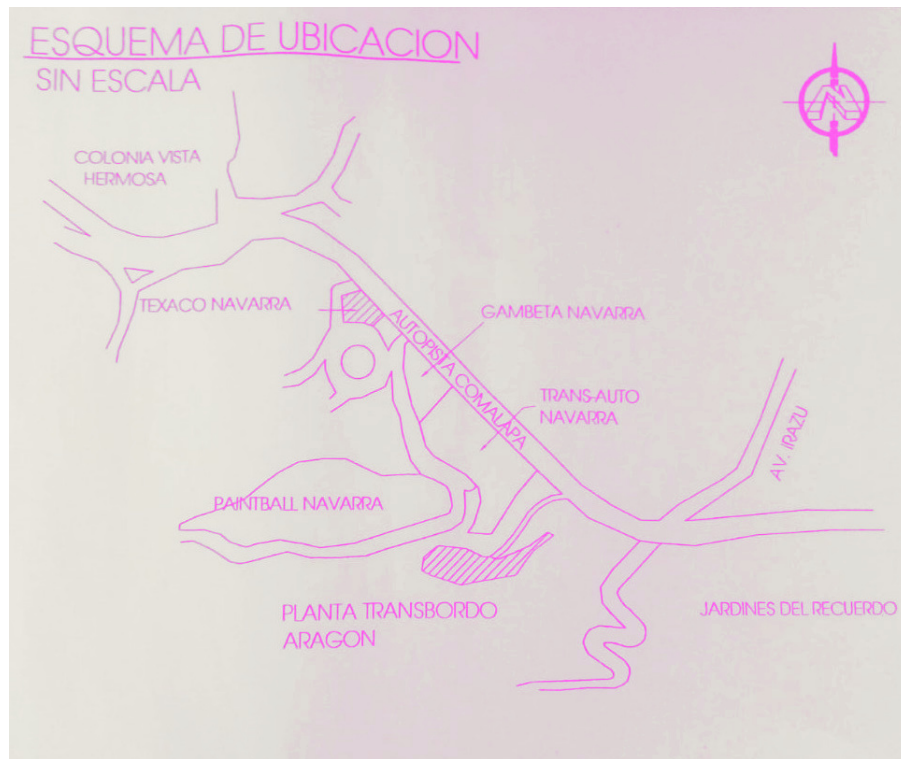 ESQUEMA DE UBICACION
SIN ESCALA
N
COLONIA VISTA
HERMOSA
TEXACO NAVARRA
GAMBETA NAVARRA
AUTOPISTA COMALAPA
TRANS-AUTO
NAVARRA
AV. IRAZU
PAINTBALL NAVARRA
PLANTA TRANSBORDO
ARAGON
JARDINES DEL RECUERDO